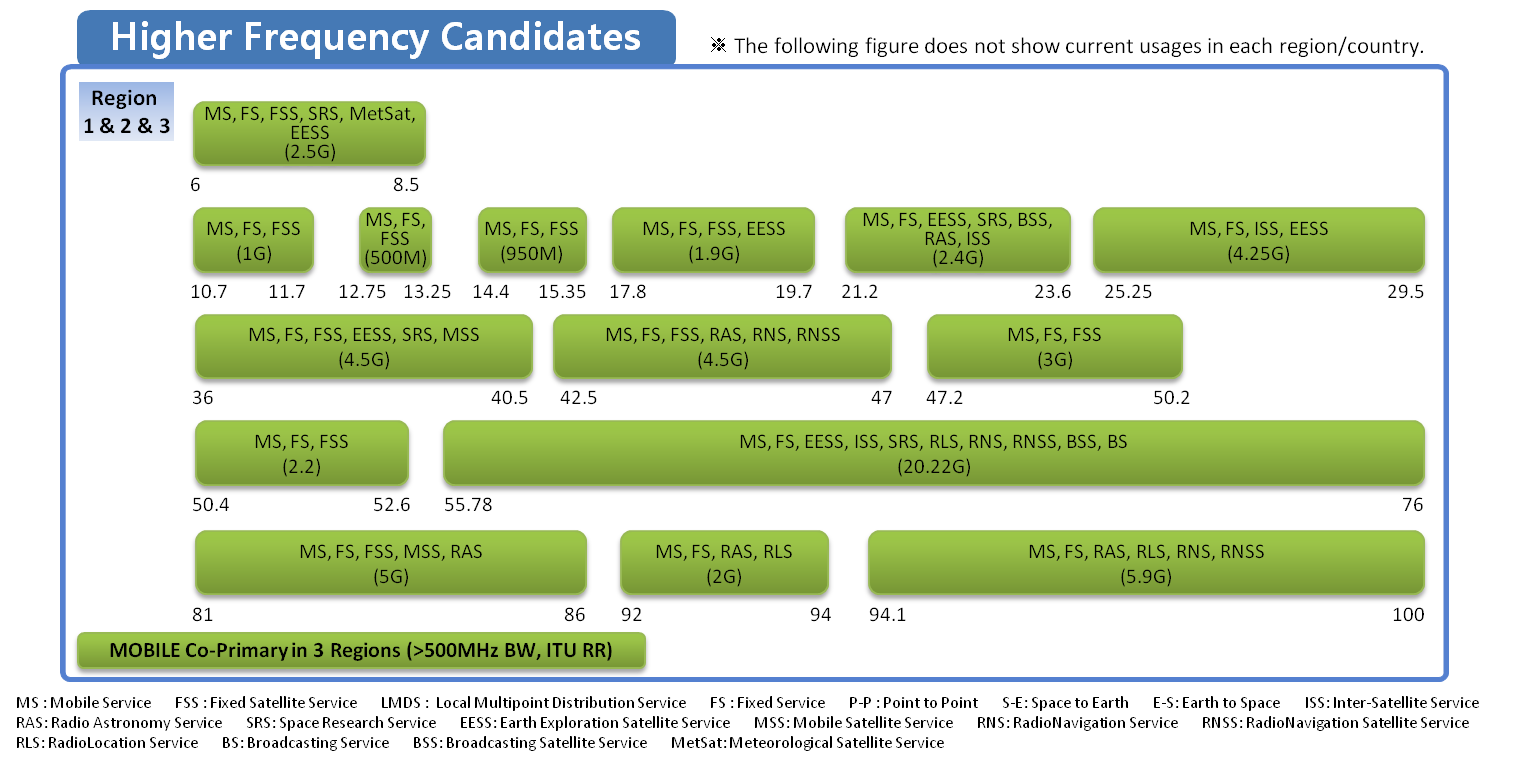 Higher Frequency Candidates
※ The following figure does not show current usages in each region/country.
Region
1 & 2 & 3
MS, FS, FSS, SRS, MetSat,
EESS
(2.5G)
6 8.5
MS, FS, FSS
(1G)
10.7 11.7
MS, FS,
FSS
(500M)
12.75 13.25
MS, FS, FSS
(950M)
14.4 15.35
MS, FS, FSS, EESS
(1.9G)
17.8 19.7
MS, FS, EESS, SRS, BSS,
RAS, ISS
(2.4G)
21.2 23.6
MS, FS, ISS, EESS
(4.25G)
25.25 29.5
MS, FS, FSS, EESS, SRS, MSS
(4.5G)
36 40.5
MS, FS, FSS, RAS, RNS, RNSS
(4.5G)
42.5 47
MS, FS, FSS
(3G)
47.2 50.2
MS, FS, FSS
(2.2)
50.4 52.6
MS, FS, EESS, ISS, SRS, RLS, RNS, RNSS, BSS, BS
(20.22G)
55.78 76
MS, FS, FSS, MSS, RAS
(5G)
81 86
MS, FS, RAS, RLS
(2G)
92 94
MS, FS, RAS, RLS, RNS, RNSS
(5.9G)
94.1 100
MOBILE Co-Primary in 3 Regions (>500MHz BW, ITU RR)
MS : Mobile Service FSS : Fixed Satellite Service LMDS : Local Multipoint Distribution Service FS : Fixed Service P-P : Point to Point S-E: Space to Earth E-S: Earth to Space ISS: Inter-Satellite Service
RAS: Radio Astronomy Service SRS: Space Research Service EESS: Earth Exploration Satellite Service MSS: Mobile Satellite Service RNS: RadioNavigation Service RNSS: RadioNavigation Satellite Service
RLS: RadioLocation Service BS: Broadcasting Service BSS: Broadcasting Satellite Service MetSat: Meteorological Satellite Service